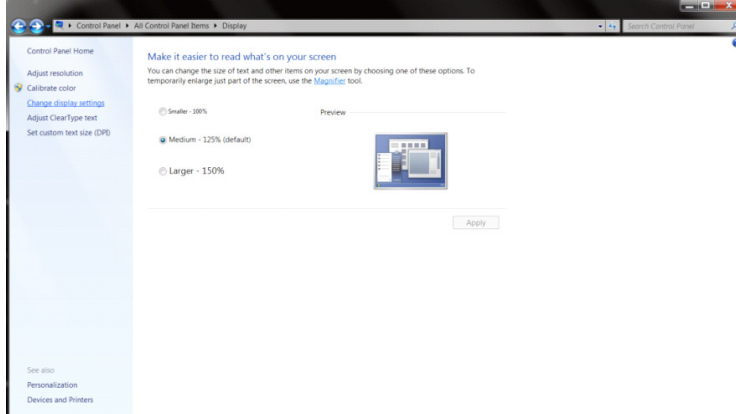 Control Panel ▸ All Control Panel Items ▸ Display
Search Control Panel
Control Panel Home
Adjust resolution
Calibrate color
Change display settings
Adjust ClearType text
Set custom text size (DPI)
Make it easier to read what's on your screen
You can change the size of text and other items on your screen by choosing one of these options. To
temporarily enlarge just part of the screen, use the Magnifier tool.
Smaller - 100%
Preview
Medium - 125% (default)
Larger - 150%
Apply
See also
Personalization
Devices and Printers